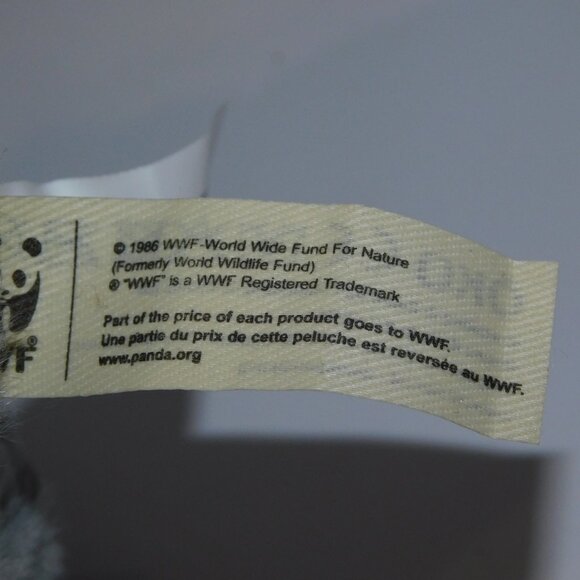 © 1986 WWF-World Wide Fund For Nature
(Formerly World Wildlife Fund)
® "WWF" is a WWF Registered Trademark
Part of the price of each product goes to WWF.
Une partie du prix de cette peluche est reversée au WWF.
www.panda.org
WWF®